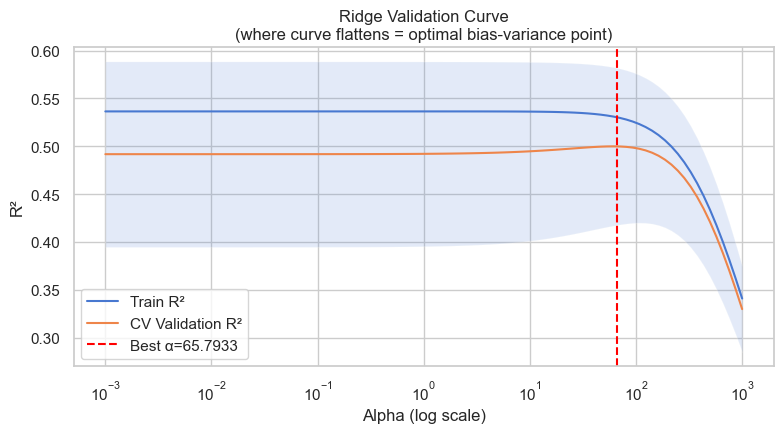 Ridge Validation Curve
(where curve flattens = optimal bias-variance point)
0.60
0.55
0.50
0.45
0.40
0.35
0.30
R²
Train R²
CV Validation R²
Best α=65.7933
10⁻³ 10⁻² 10⁻¹ 10⁰ 10¹ 10² 10³
Alpha (log scale)